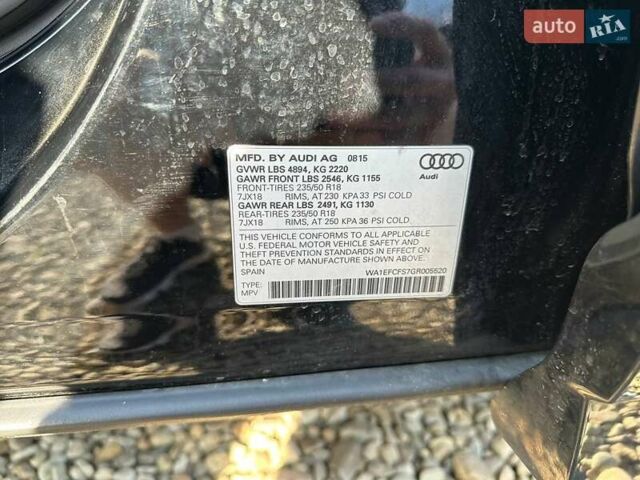 auto RIA.com
MFD. BY AUDI AG 0815
GVWR LBS 4894, KG 2220
GAWR FRONT LBS 2546, KG 1155
FRONT-TIRES 235/50 R18
7JX18 RIMS, AT 230 KPA 33 PSI COLD
GAWR REAR LBS 2491, KG 1130
REAR-TIRES 235/50 R18
7JX18 RIMS, AT 250 KPA 36 PSI COLD
Audi
THIS VEHICLE CONFORMS TO ALL APPLICABLE
U.S. FEDERAL MOTOR VEHICLE SAFETY AND
THEFT PREVENTION STANDARDS IN EFFECT ON
THE DATE OF MANUFACTURE SHOWN ABOVE.
SPAIN WA1EFCFS7GR005520
TYPE:
MPV